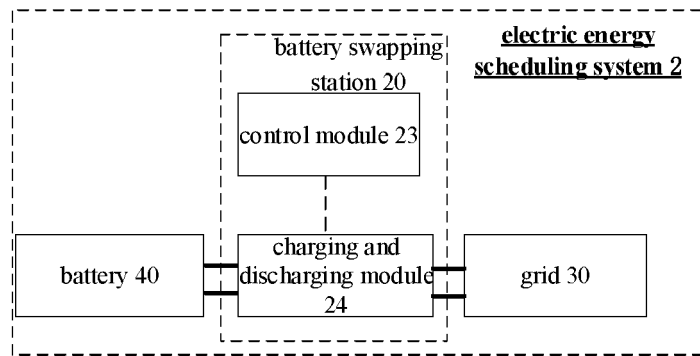 electric energy
scheduling system 2
battery swapping
station 20
control module 23
battery 40
charging and
discharging module
24
grid 30